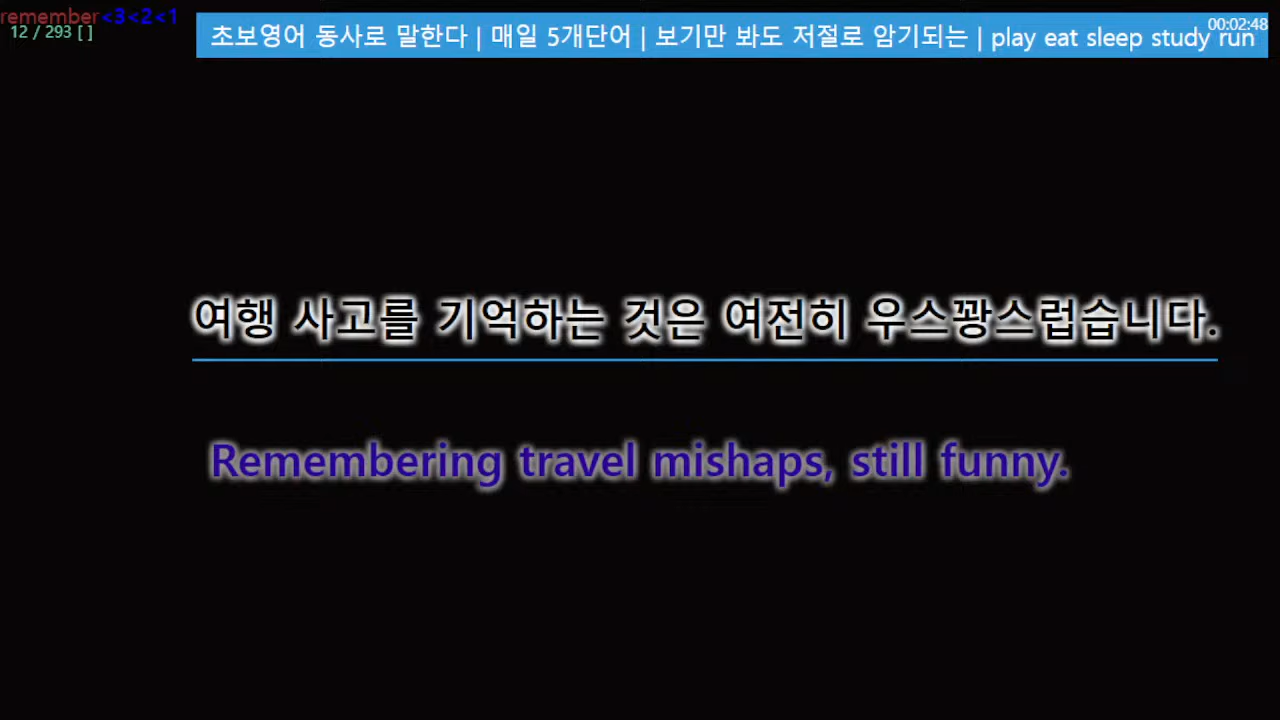 remember<3<2<1
12 / 293 [ ]
초보영어 동사로 말한다 | 매일 5개단어 | 보기만 봐도 저절로 암기되는 | play eat sleep study run
00:02:48
여행 사고를 기억하는 것은 여전히 우스꽝스럽습니다.
Remembering travel mishaps, still funny.